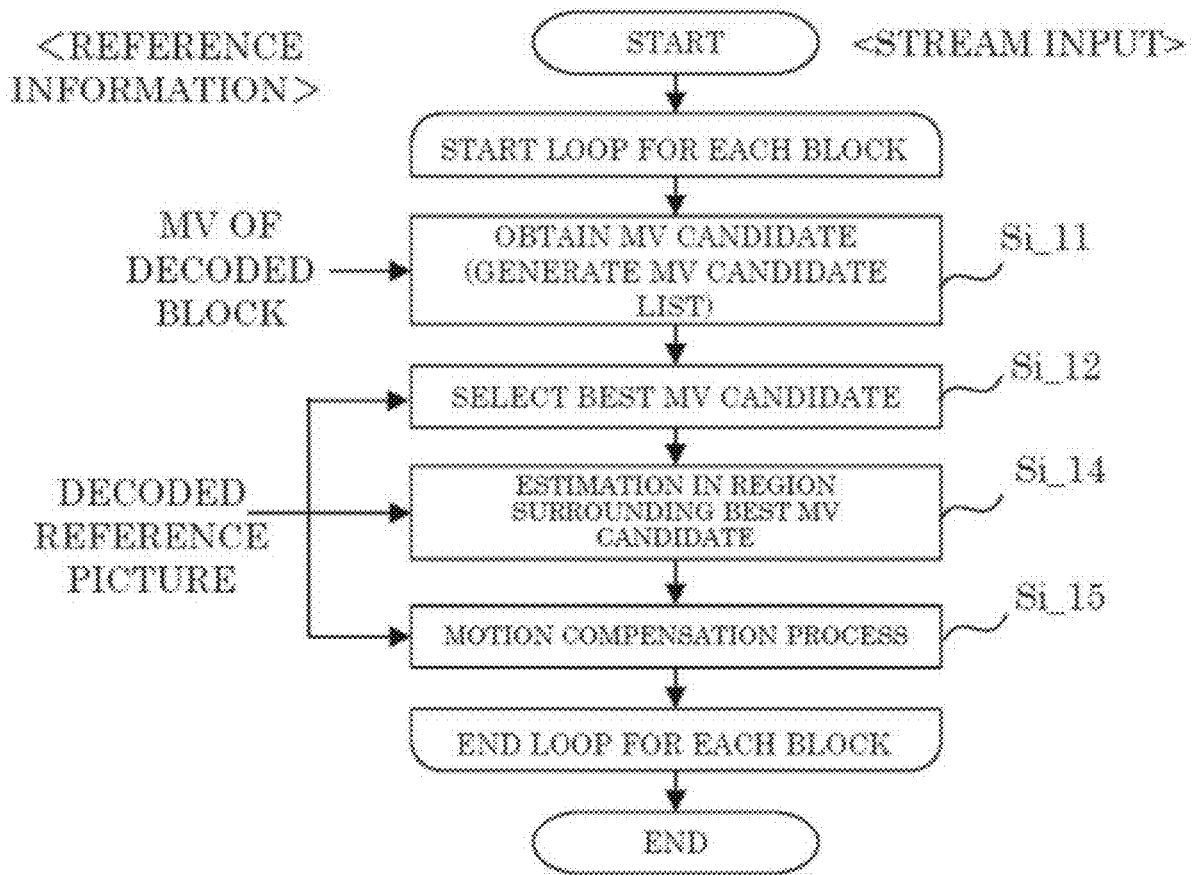 <REFERENCE
INFORMATION>
START
<STREAM INPUT>
START LOOP FOR EACH BLOCK
MV OF
DECODED
BLOCK
OBTAIN MV CANDIDATE
(GENERATE MV CANDIDATE
LIST)
Si_11
SELECT BEST MV CANDIDATE
Si_12
DECODED
REFERENCE
PICTURE
ESTIMATION IN REGION
SURROUNDING BEST MV
CANDIDATE
Si_14
MOTION COMPENSATION PROCESS
Si_15
END LOOP FOR EACH BLOCK
END